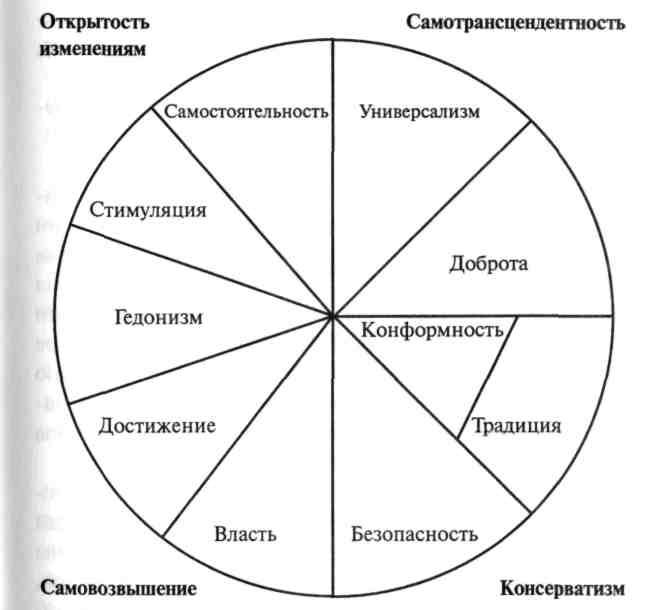 Открытость
изменениям
Самотрансцендентность
Самостоятельность
Универсализм
Стимуляция
Доброта
Гедонизм
Конформность
Достижение
Традиция
Власть
Безопасность
Самовозвышение
Консерватизм